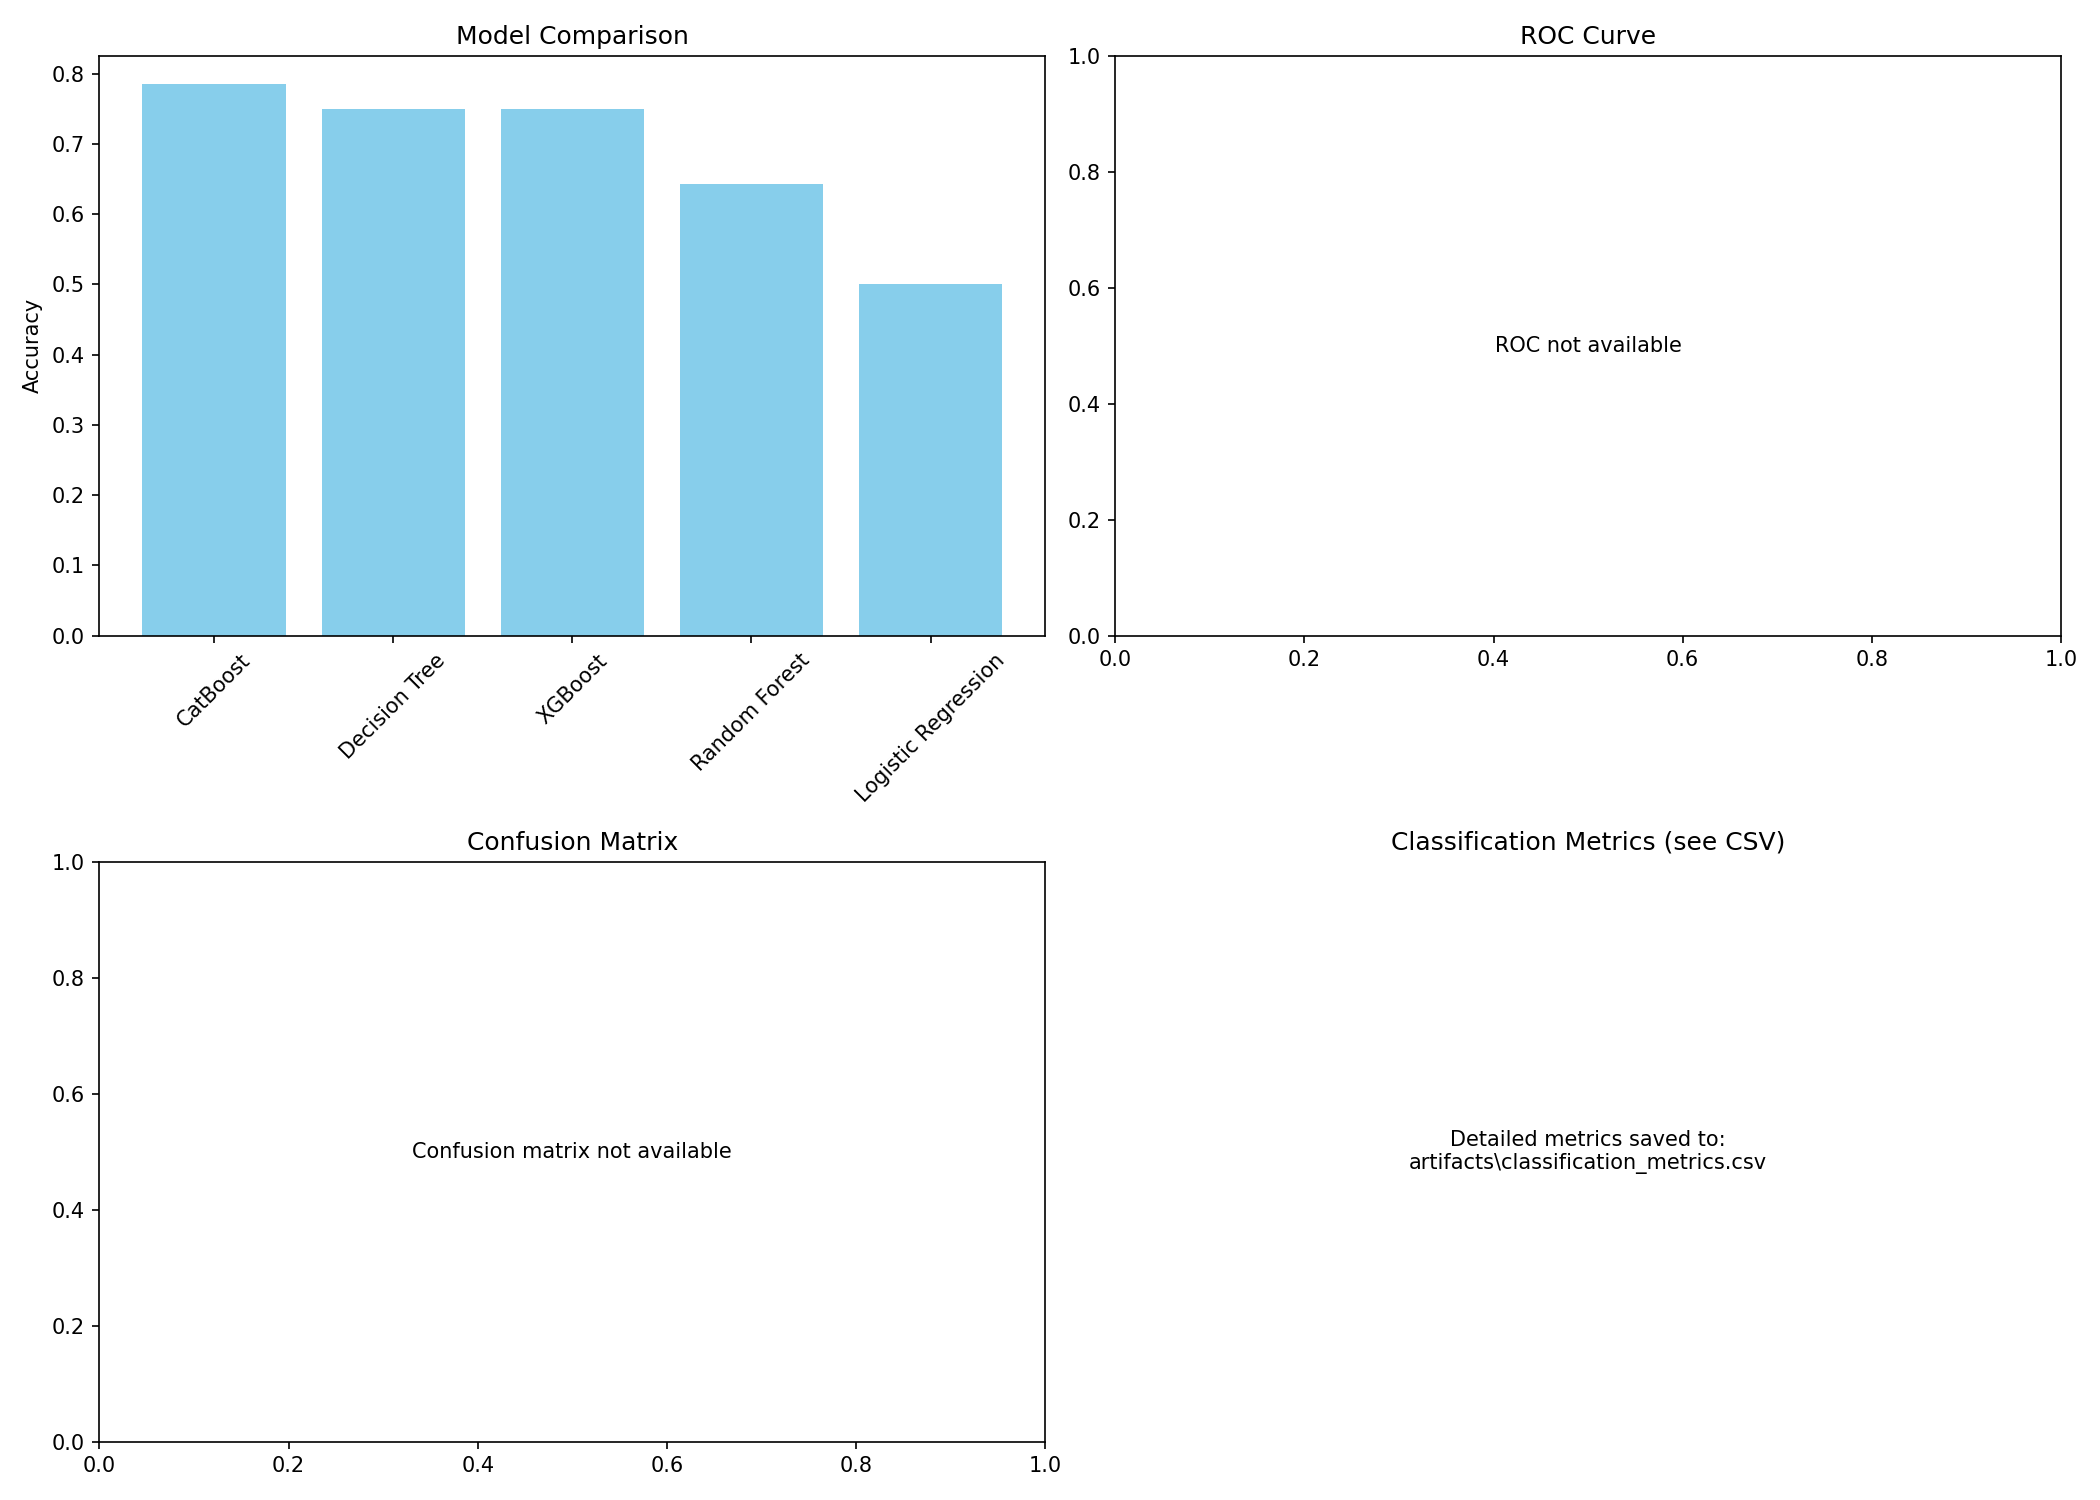 Model Comparison
Accuracy
0.8
0.7
0.6
0.5
0.4
0.3
0.2
0.1
0.0
CatBoost
Decision Tree
XGBoost
Random Forest
Logistic Regression
ROC Curve
1.0
0.8
0.6
0.4
0.2
0.0
ROC not available
0.0 0.2 0.4 0.6 0.8 1.0
Confusion Matrix
1.0
0.8
0.6
0.4
0.2
0.0
Confusion matrix not available
0.0 0.2 0.4 0.6 0.8 1.0
Classification Metrics (see CSV)
Detailed metrics saved to:
artifacts\classification_metrics.csv